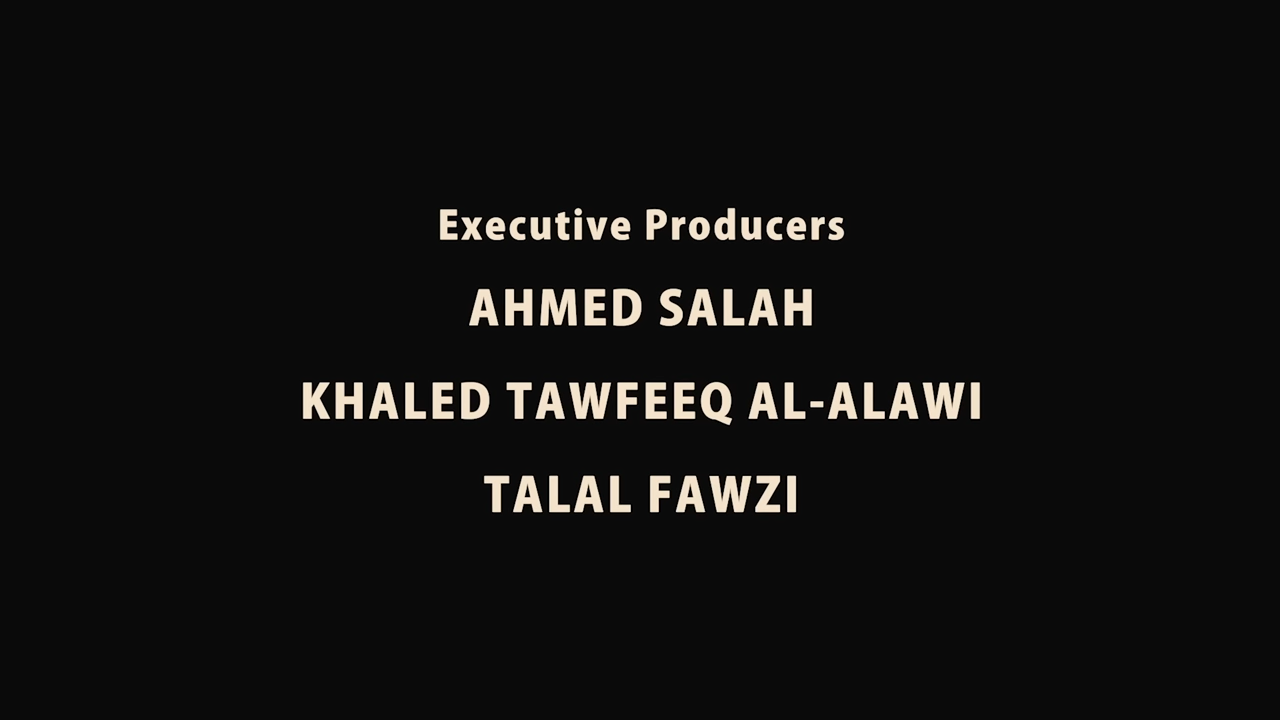 Executive Producers
AHMED SALAH
KHALED TAWFEEQ AL-ALAWI
TALAL FAWZI